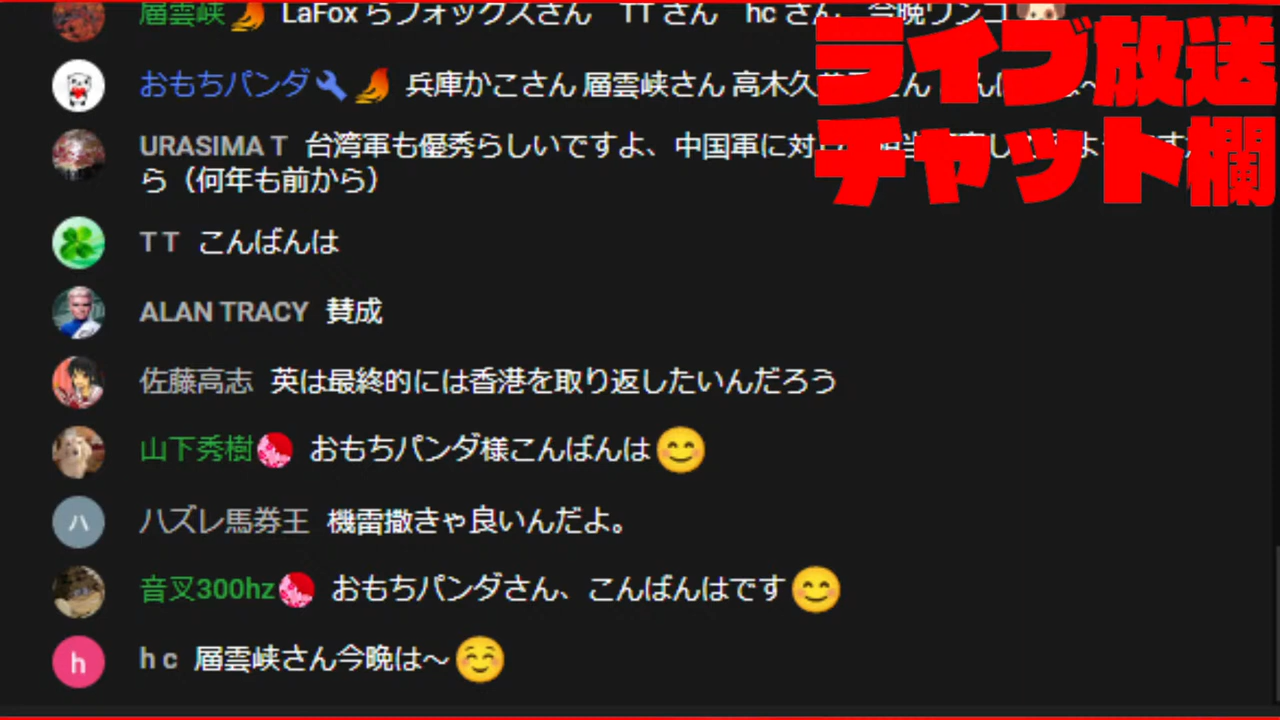 層雲峡 LaFox らフォックスさん TT さん hc さん 今晩ワンコ
ライブ放送
チャット欄
おもちパンダ 兵庫かこさん 層雲峡さん 高木久
URASIMA T 台湾軍も優秀らしいですよ、中国軍に対
ら（何年も前から）
T T こんばんは
ALAN TRACY 賛成
佐藤高志 英は最終的には香港を取り返したいんだろう
山下秀樹 おもちパンダ様こんばんは😊
ハ ハズレ馬券王 機雷撒きゃ良いんだよ。
音叉300hz おもちパンダさん、こんばんはです😊
h h c 層雲峡さん今晩は～☺️